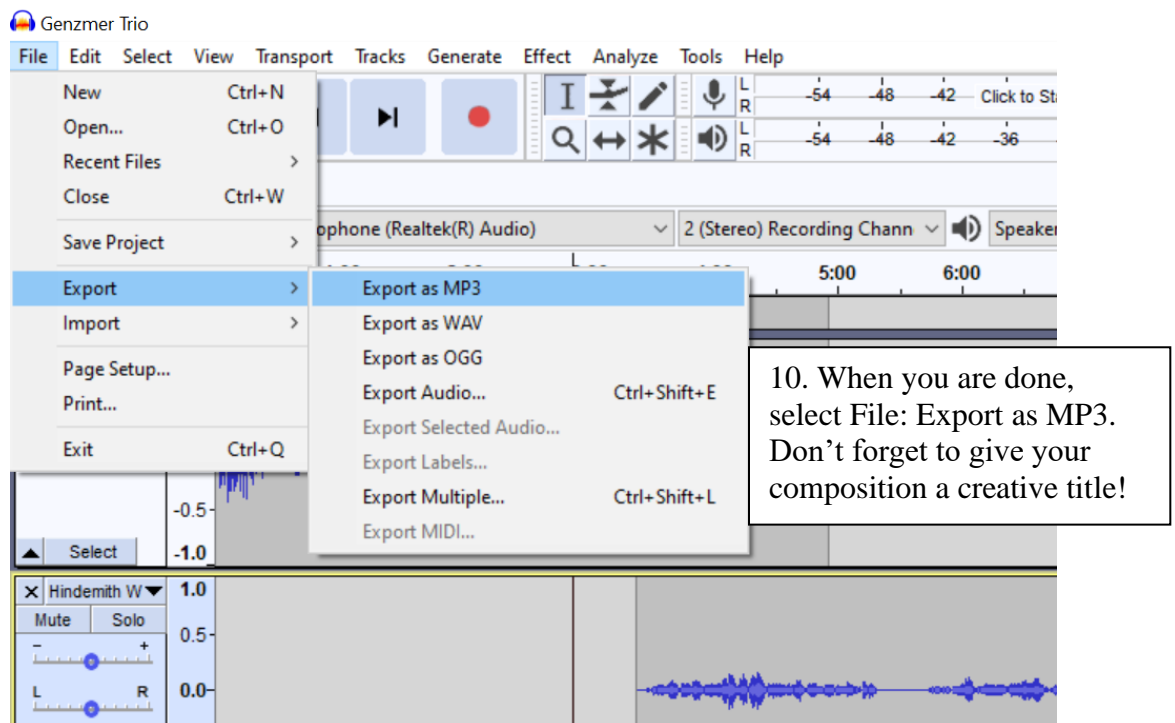 Genzmer Trio
File Edit Select View Transport Tracks Generate Effect Analyze Tools Help
New Ctrl+N
Open... Ctrl+O
Recent Files >
Close Ctrl+W
Save Project >
Export >
Import >
Page Setup...
Print...
Exit Ctrl+Q
L -54 -48 -42 Click to St
R
L -54 -48 -42 -36
R
ophone (Realtek(R) Audio) 2 (Stereo) Recording Chann Speaker
5:00 6:00
Export as MP3
Export as WAV
Export as OGG
Export Audio... Ctrl+Shift+E
Export Selected Audio...
Export Labels...
Export Multiple... Ctrl+Shift+L
Export MIDI...
10. When you are done,
select File: Export as MP3.
Don’t forget to give your
composition a creative title!
-0.5-
Select -1.0
X Hindemith W 1.0
Mute Solo
0.5-
- +
L R 0.0-